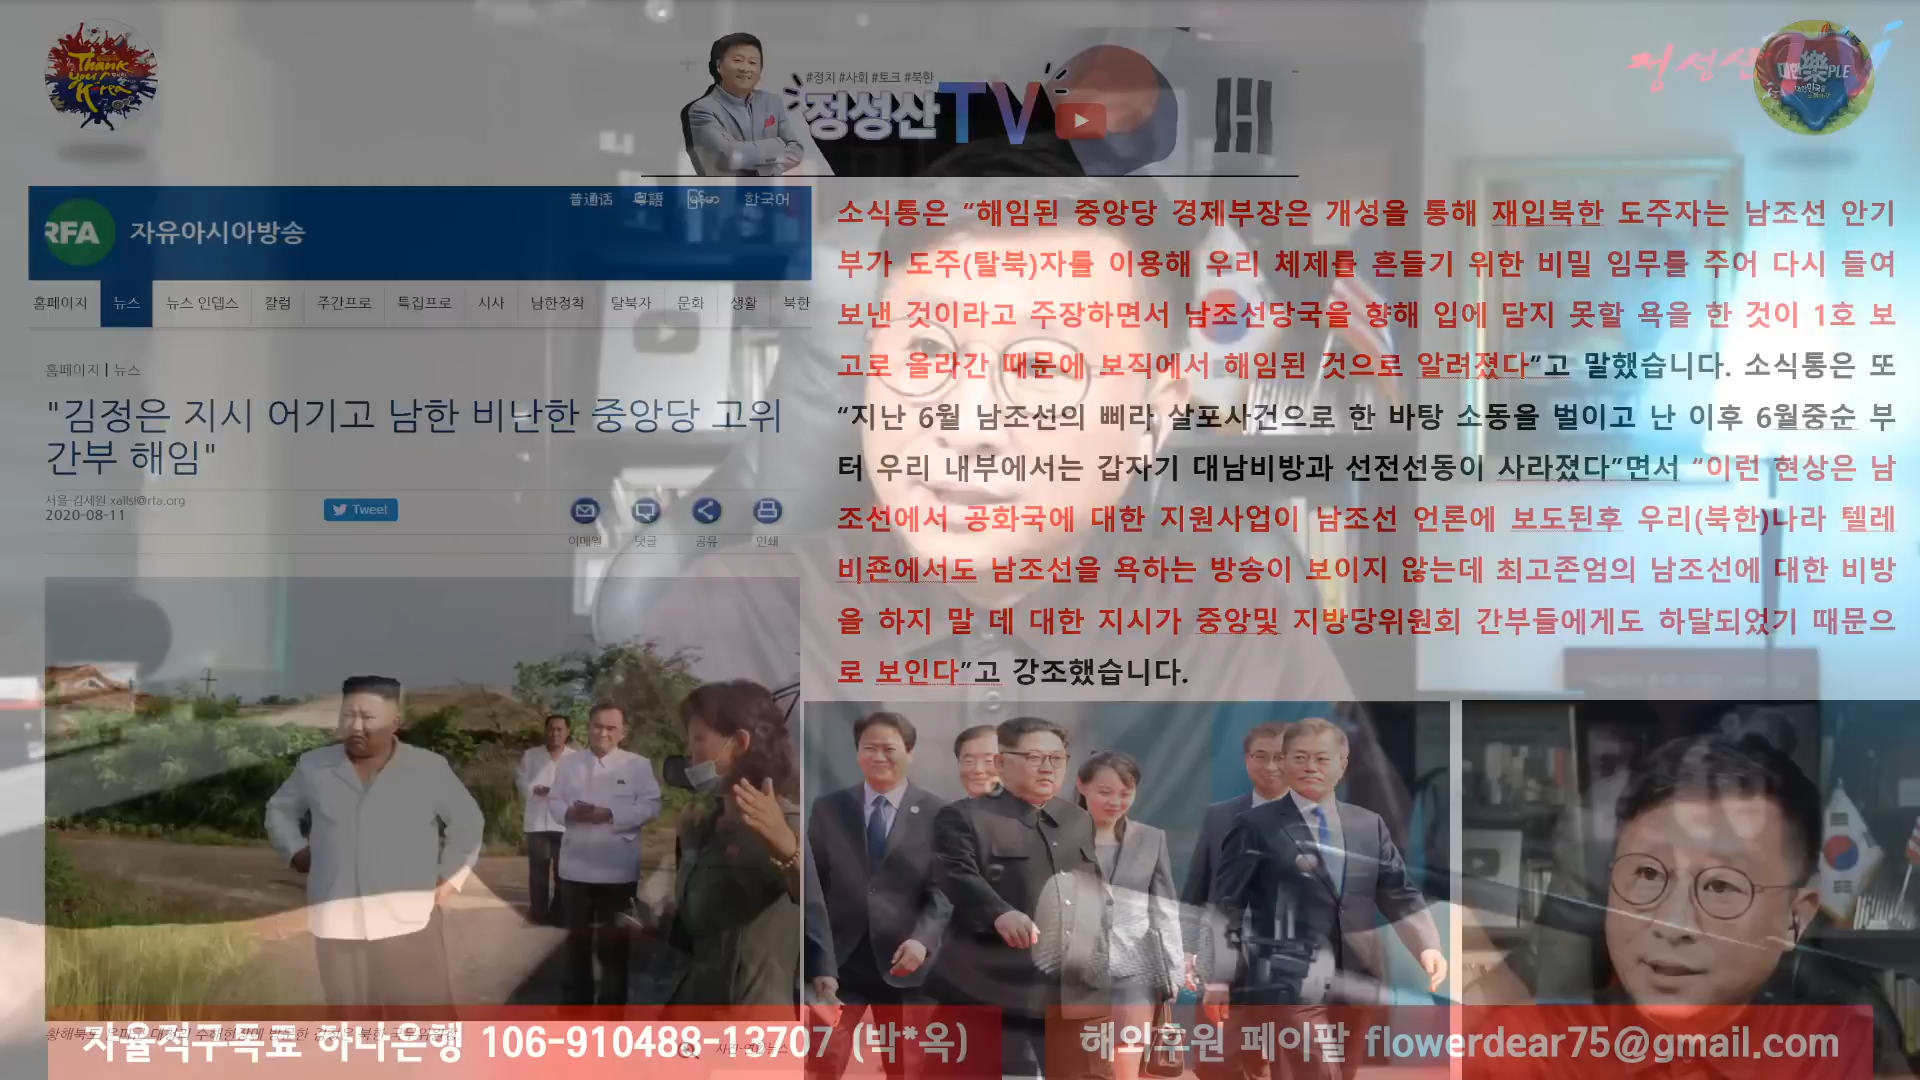 Thank you Korea
#정치 #사회 #토크 #북한
정성산TV
정성산
RFA 자유아시아방송
普通话 粵語 မြန်မာ 한국어
홈페이지 뉴스 뉴스 인뎁스 칼럼 주간프로 특집프로 시사 남한정착 탈북자 문화 생활 북한
홈페이지 | 뉴스
"김정은 지시 어기고 남한 비난한 중앙당 고위
간부 해임"
서울-김세원 xallsl@rfa.org
2020-08-11
Tweet
이메일 댓글 공유 인쇄
소식통은 “해임된 중앙당 경제부장은 개성을 통해 재입북한 도주자는 남조선 안기
부가 도주(탈북)자를 이용해 우리 체제를 흔들기 위한 비밀 임무를 주어 다시 들여
보낸 것이라고 주장하면서 남조선당국을 향해 입에 담지 못할 욕을 한 것이 1호 보
고로 올라간 때문에 보직에서 해임된 것으로 알려졌다”고 말했습니다. 소식통은 또
“지난 6월 남조선의 삐라 살포사건으로 한 바탕 소동을 벌이고 난 이후 6월중순 부
터 우리 내부에서는 갑자기 대남비방과 선전선동이 사라졌다”면서 “이런 현상은 남
조선에서 공화국에 대한 지원사업이 남조선 언론에 보도된후 우리(북한)나라 텔레
비죤에서도 남조선을 욕하는 방송이 보이지 않는데 최고존엄의 남조선에 대한 비방
을 하지 말 데 대한 지시가 중앙및 지방당위원회 간부들에게도 하달되었기 때문으
로 보인다”고 강조했습니다.
자율식구독료 하나은행 106-910488-12707 (박*옥)
해외후원 페이팔 flowerdear75@gmail.com